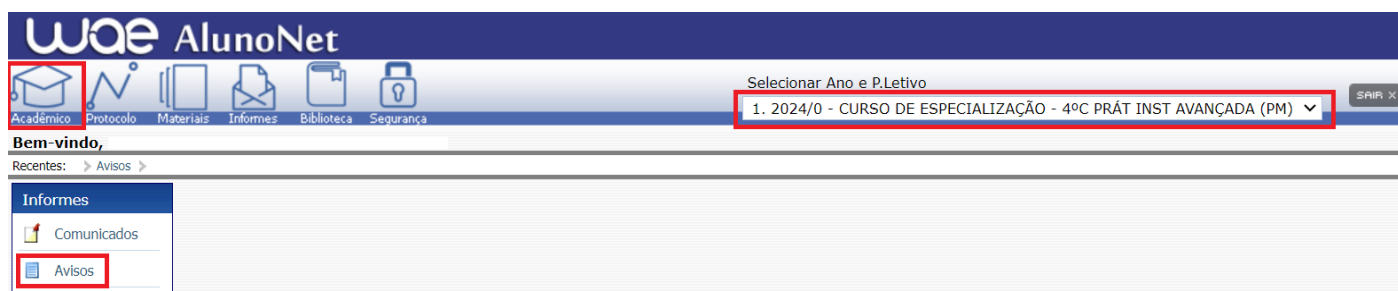 wae AlunoNet
Selecionar Ano e P.Letivo
1. 2024/0 - CURSO DE ESPECIALIZAÇÃO - 4ºC PRÁT INST AVANÇADA (PM)
SAIR X
Acadêmico Protocolo Materiais Informes Biblioteca Segurança
Bem-vindo,
Recentes: Avisos
Informes
Comunicados
Avisos